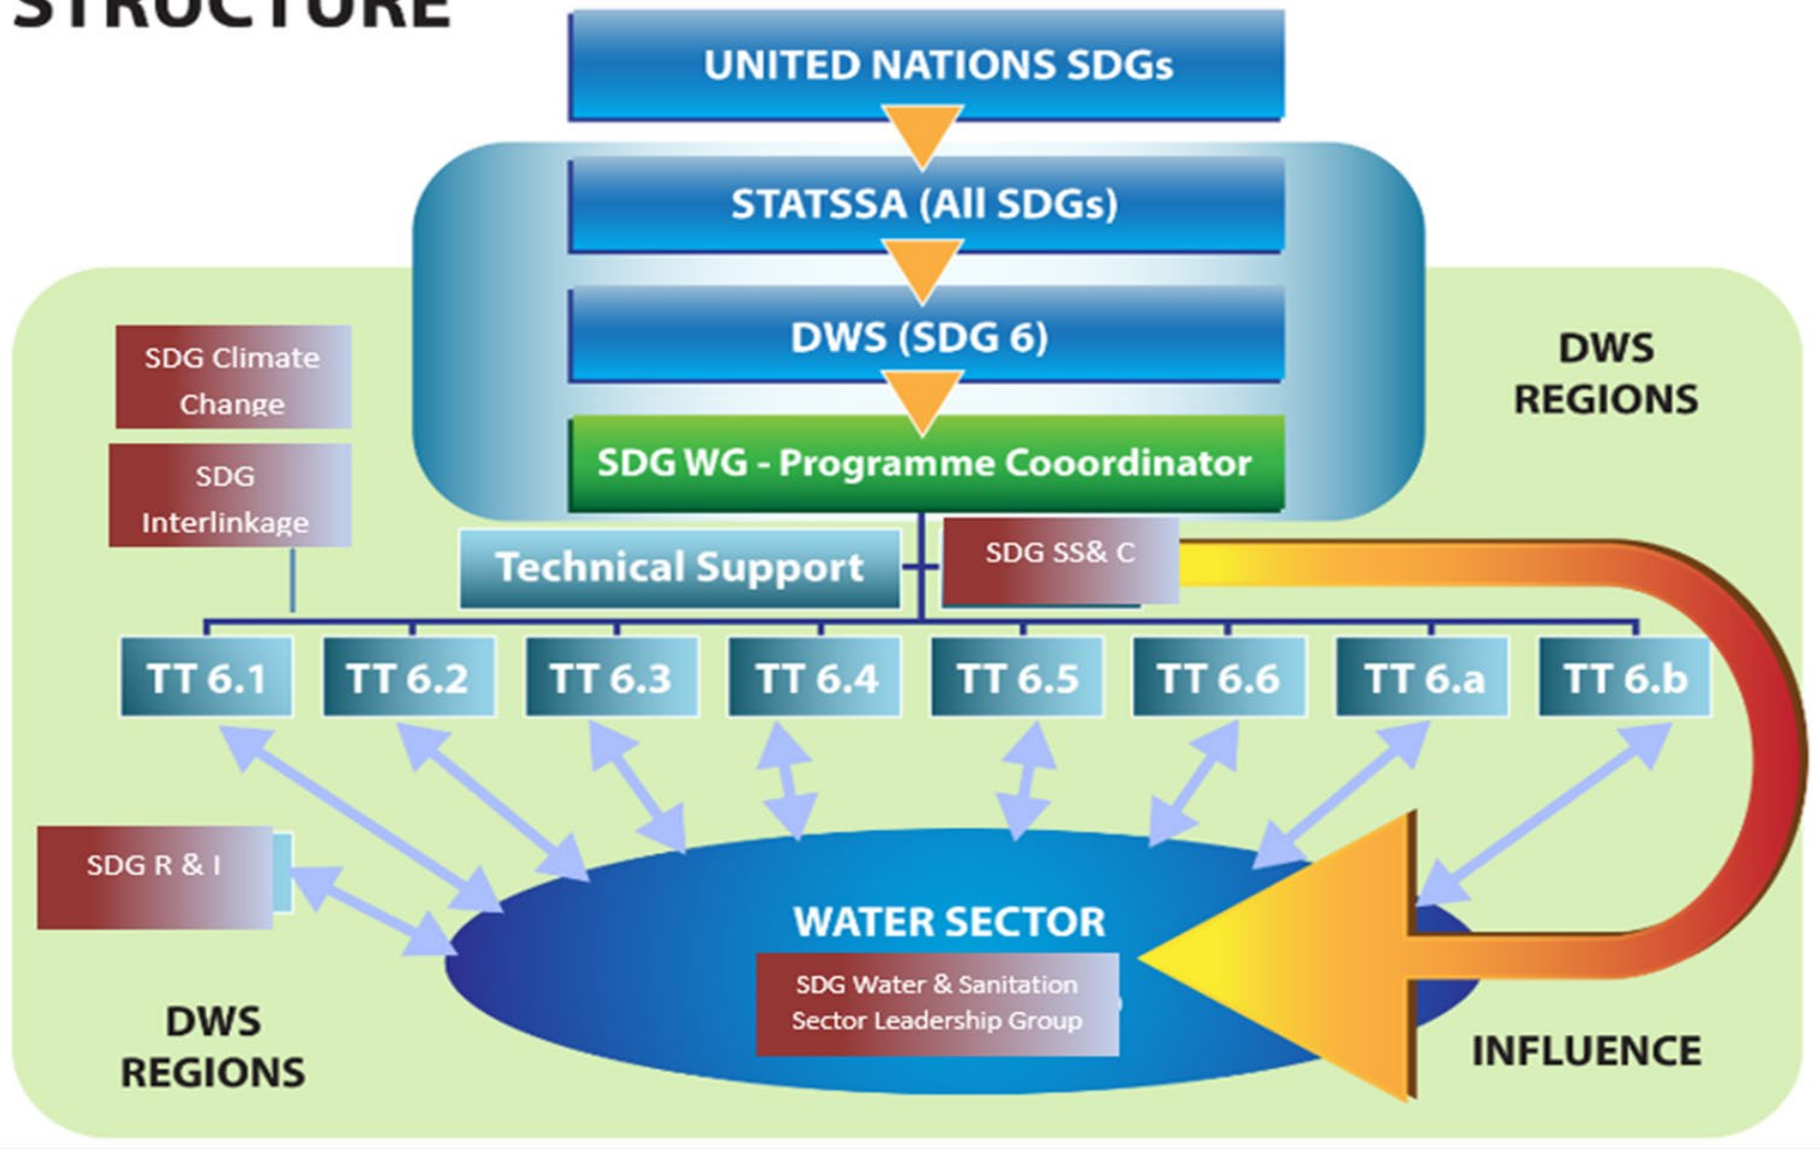 STRUCTURE
UNITED NATIONS SDGs
STATSSA (All SDGs)
DWS (SDG 6)
SDG WG - Programme Cooordinator
SDG Climate
Change
SDG
Interlinkage
DWS
REGIONS
Technical Support
SDG SS& C
TT 6.1
TT 6.2
TT 6.3
TT 6.4
TT 6.5
TT 6.6
TT 6.a
TT 6.b
SDG R & I
WATER SECTOR
SDG Water & Sanitation
Sector Leadership Group
DWS
REGIONS
INFLUENCE